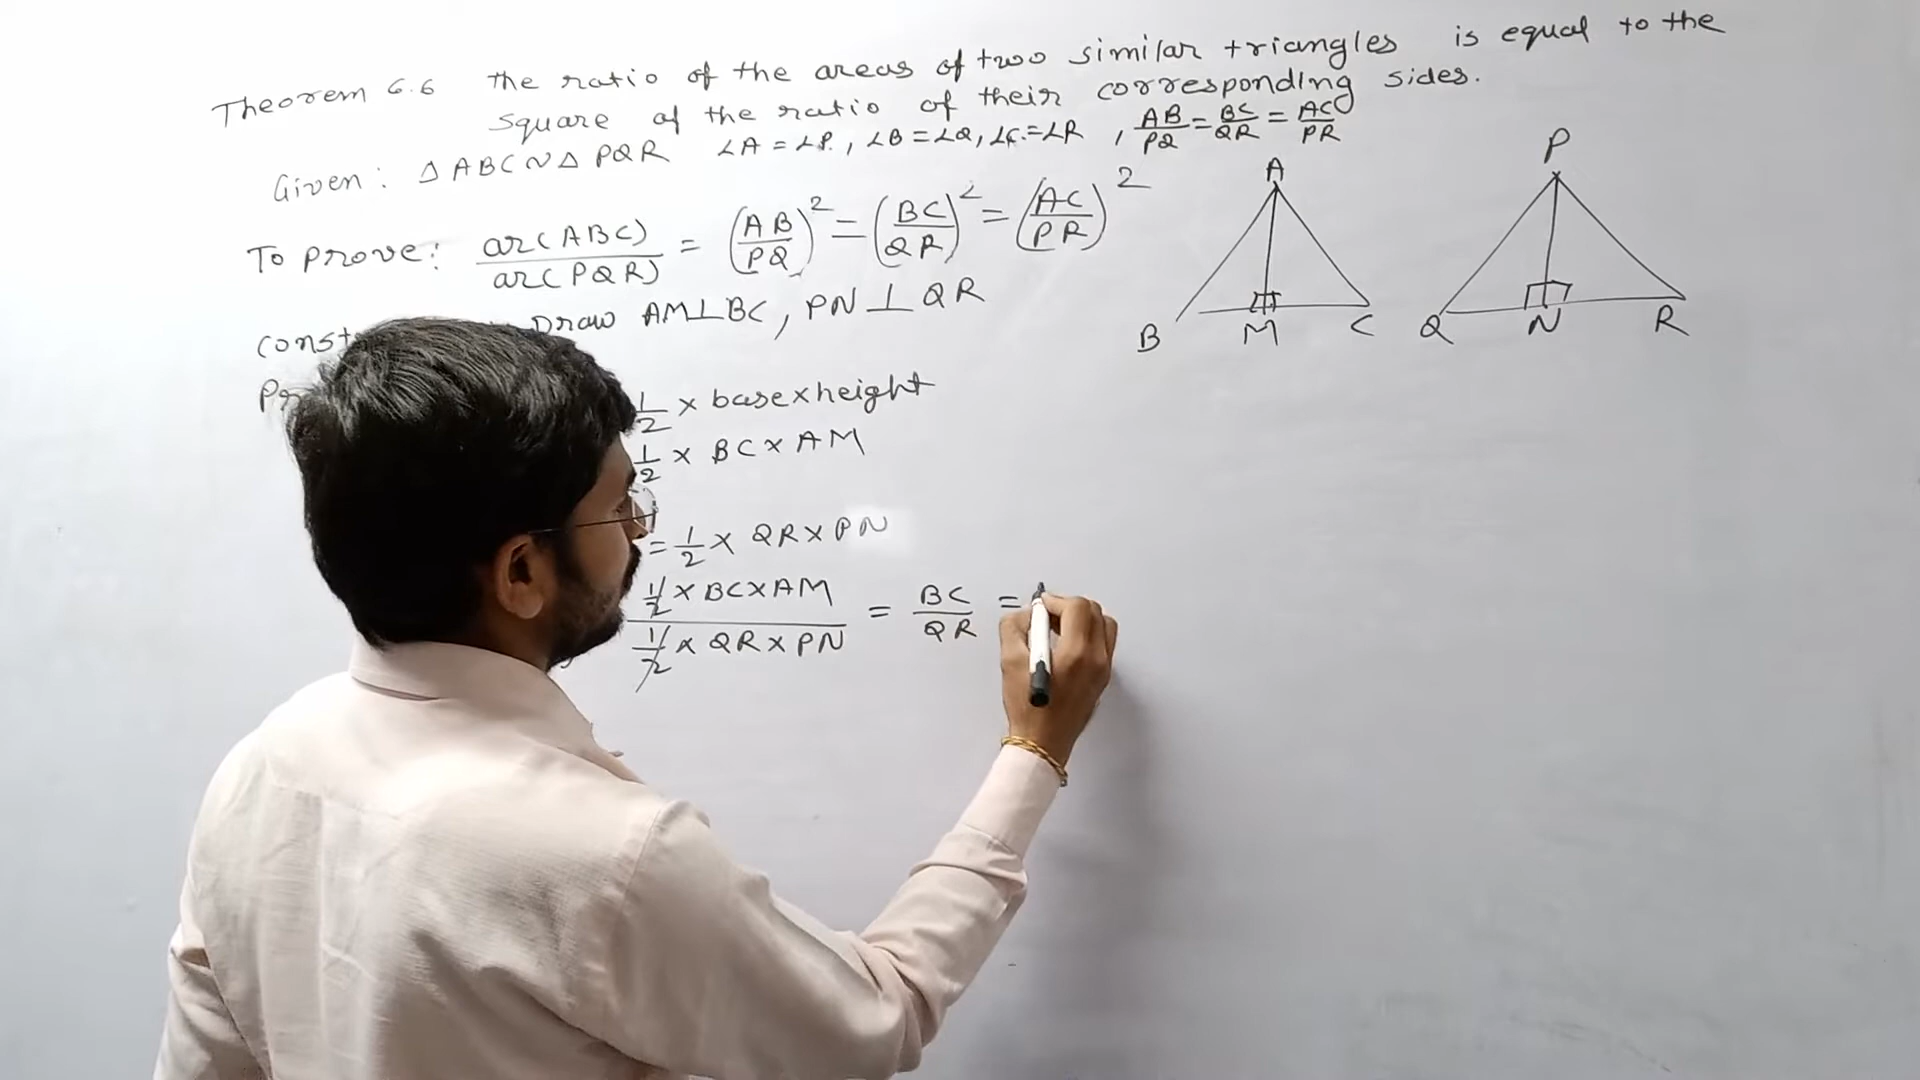 Theorem 6.6 The ratio of the areas of two similar triangles is equal to the
square of the ratio of their corresponding sides.
Given: △ABC ~ △PQR ∠A = ∠P, ∠B = ∠Q, ∠C = ∠R, AB/PQ = BC/QR = AC/PR
To prove: ar(ABC)/ar(PQR) = (AB/PQ)² = (BC/QR)² = (AC/PR)²
Draw AM⊥BC, PN⊥QR
1/2 × base×height
1/2 × BC×AM
= 1/2 × QR×PN
1/2 × BC×AM / 1/2 × QR×PN = BC/QR =
A
B M C
P
Q N R